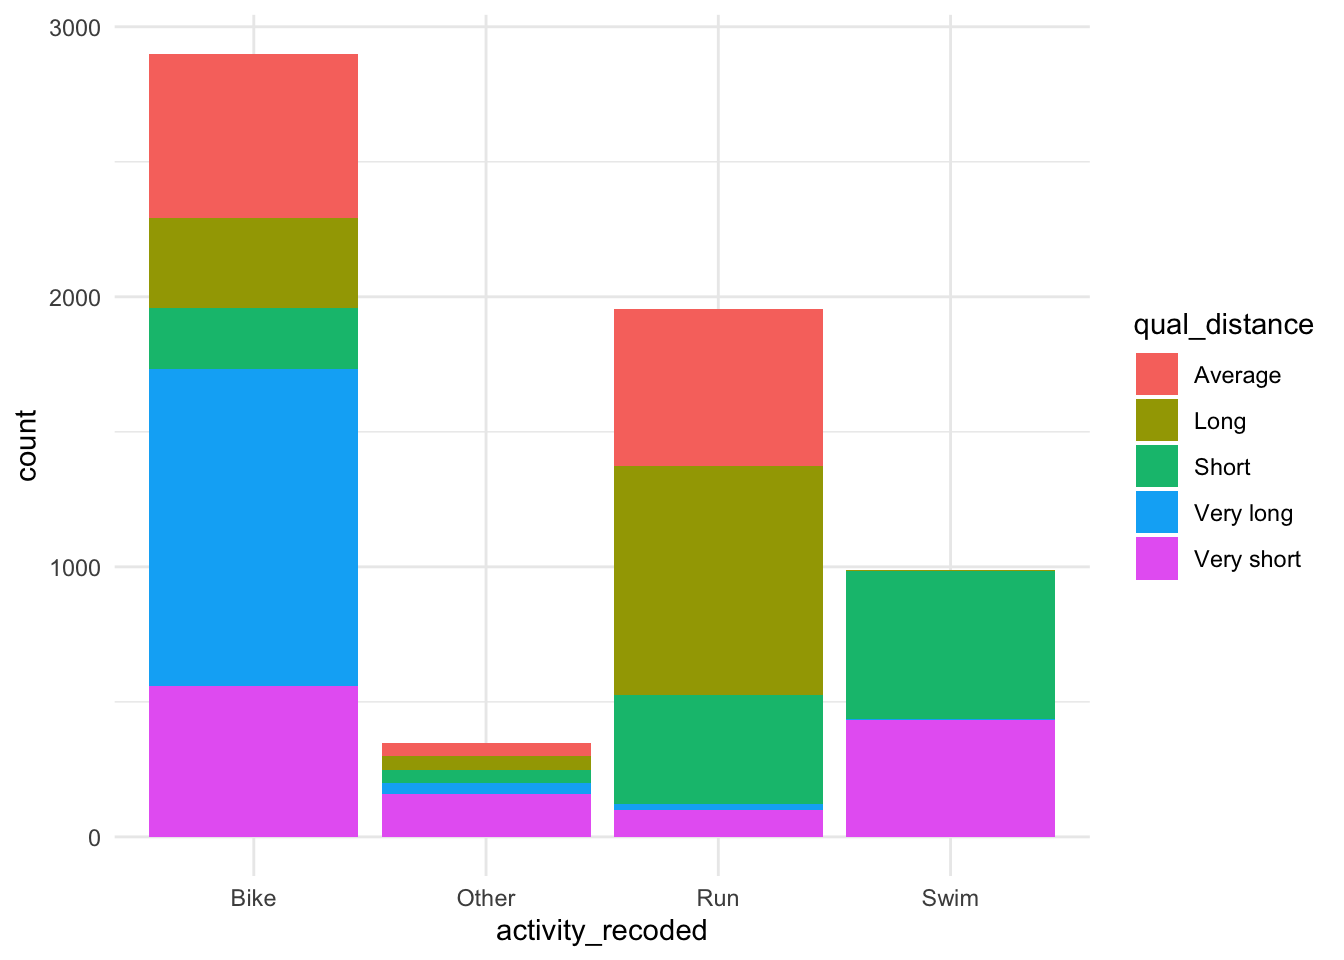 3000
2000
1000
0
count
Bike
Other
Run
Swim
activity_recoded
qual_distance
Average
Long
Short
Very long
Very short